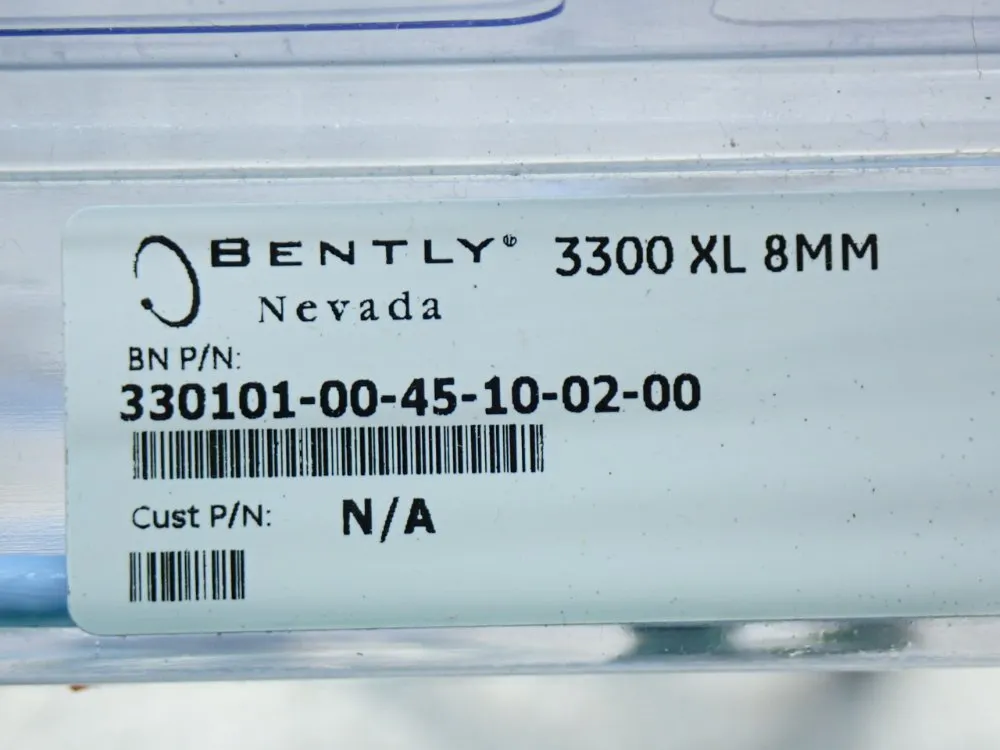 BENTLY® 3300 XL 8MM
Nevada
BN P/N:
330101-00-45-10-02-00
Cust P/N: N/A